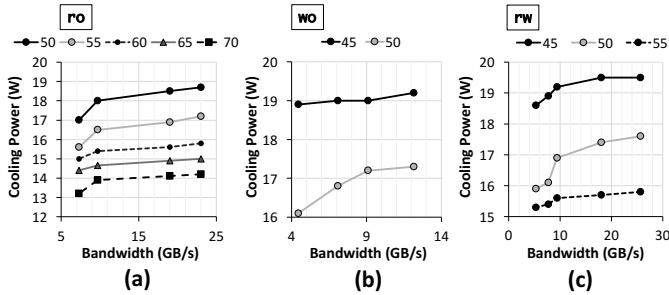 ro
50 55 60 65 70
Cooling Power (W)
20
19
18
17
16
15
14
13
12
5 15 25
Bandwidth (GB/s)
(a)
wo
45 50
Cooling Power (W)
20
19
18
17
16
4 9 14
Bandwidth (GB/s)
(b)
rw
45 50 55
Cooling Power (W)
20
19
18
17
16
15
0 10 20 30
Bandwidth (GB/s)
(c)